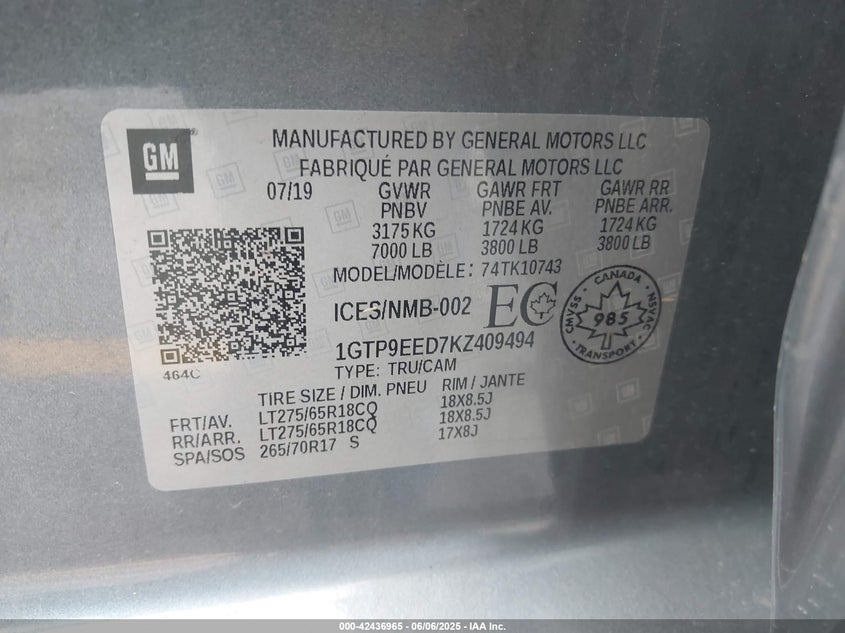 GM
MANUFACTURED BY GENERAL MOTORS LLC
FABRIQUÉ PAR GENERAL MOTORS LLC
07/19 GVWR GAWR FRT GAWR RR
PNBV PNBE AV. PNBE ARR.
3175 KG 1724 KG 1724 KG
7000 LB 3800 LB 3800 LB
MODEL/MODÈLE: 74TK10743
ICES/NMB-002 EC
CANADA CMVSS NSVAC 985 TRANSPORT
1GTP9EED7KZ409494
464C TYPE: TRU/CAM
TIRE SIZE / DIM. PNEU RIM / JANTE
FRT/AV. LT275/65R18CQ 18X8.5J
RR/ARR. LT275/65R18CQ 18X8.5J
SPA/SOS 265/70R17 S 17X8J
000-42436965 - 06/06/2025 - IAA Inc.